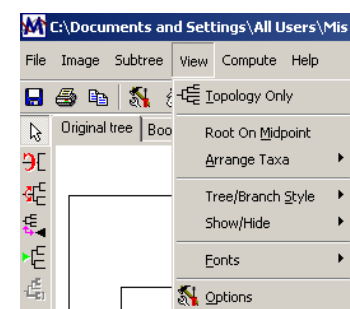 C:\Documents and Settings\All Users\Mis
File Image Subtree View Compute Help
Topology Only
Original tree Boo
Root On Midpoint
Arrange Taxa
Tree/Branch Style
Show/Hide
Fonts
Options